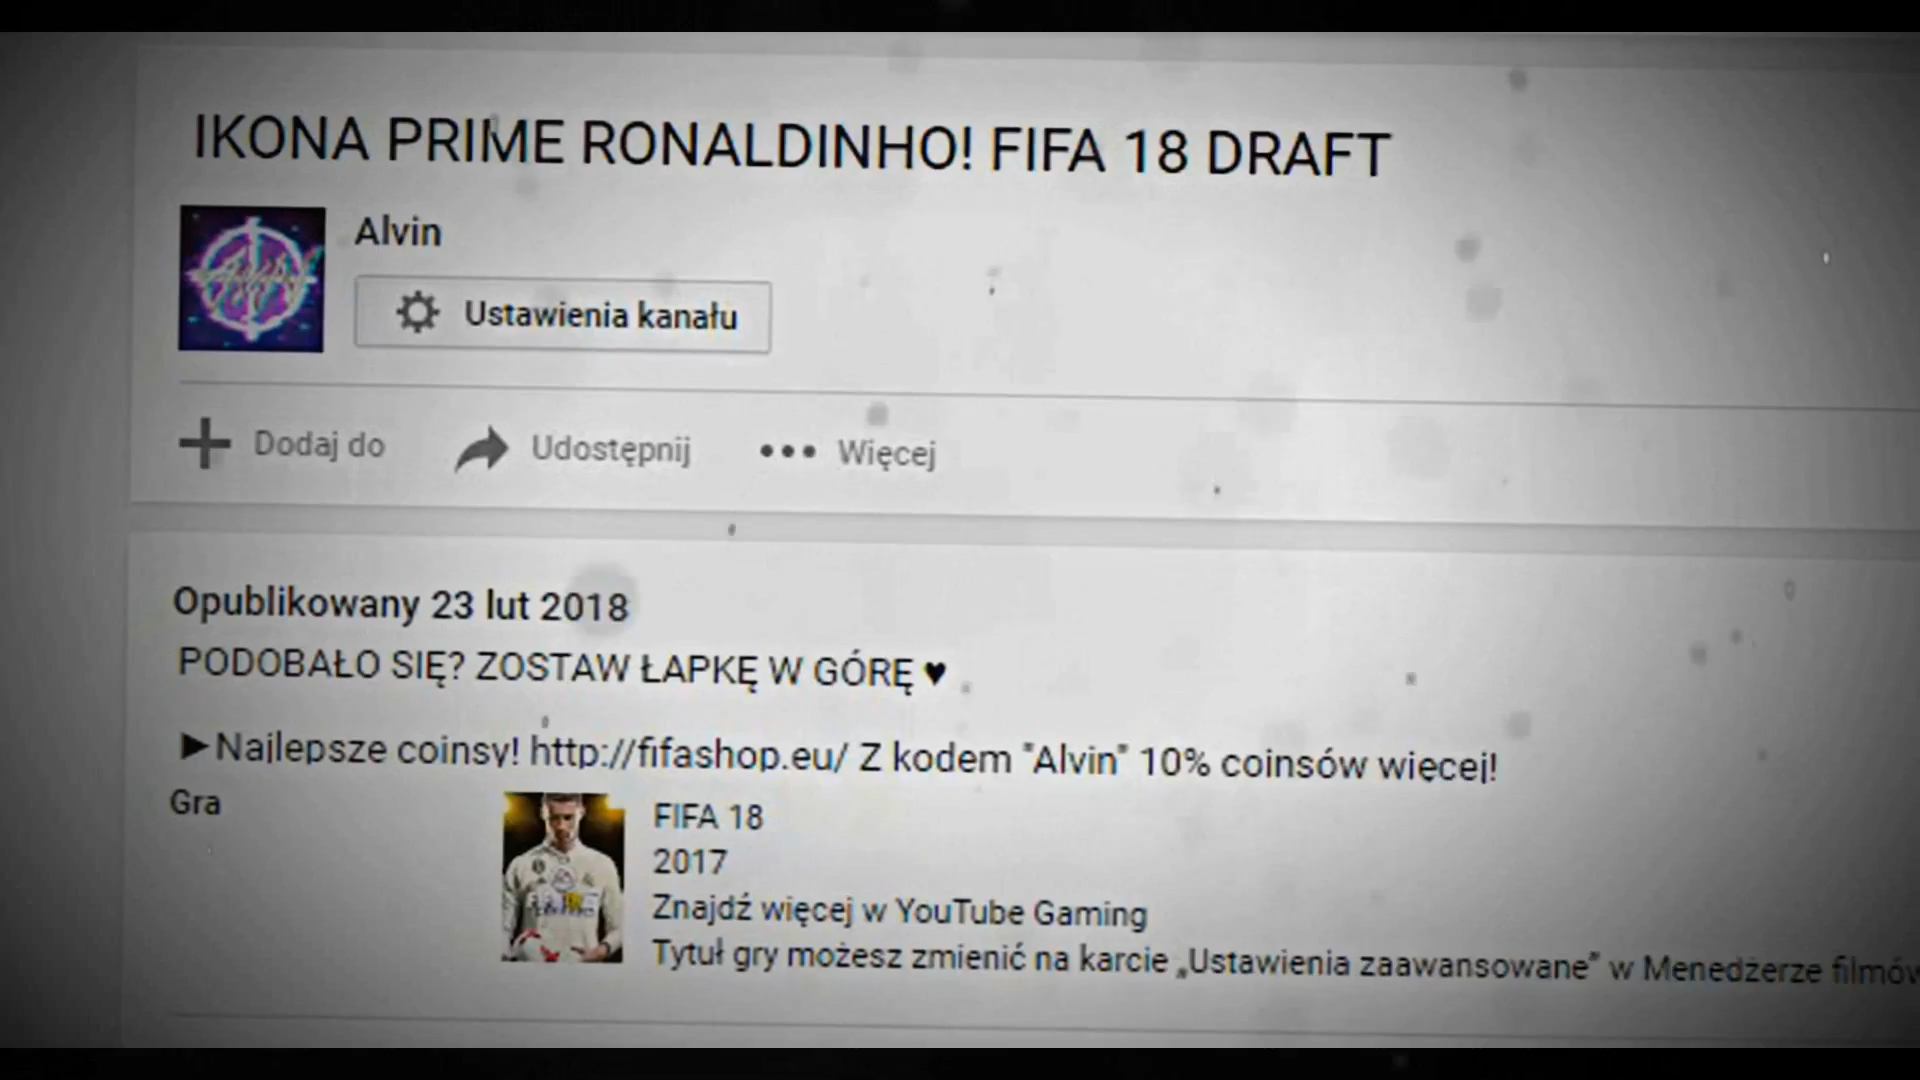 IKONA PRIME RONALDINHO! FIFA 18 DRAFT
Alvin
Ustawienia kanału
Dodaj do
Udostępnij
Więcej
Opublikowany 23 lut 2018
PODOBAŁO SIĘ? ZOSTAW ŁAPKĘ W GÓRĘ ♥
►Najlepsze coinsy! http://fifashop.eu/ Z kodem "Alvin" 10% coinsów więcej!
Gra
FIFA 18
2017
Znajdź więcej w YouTube Gaming
Tytuł gry możesz zmienić na karcie „Ustawienia zaawansowane" w Menedżerze filmów